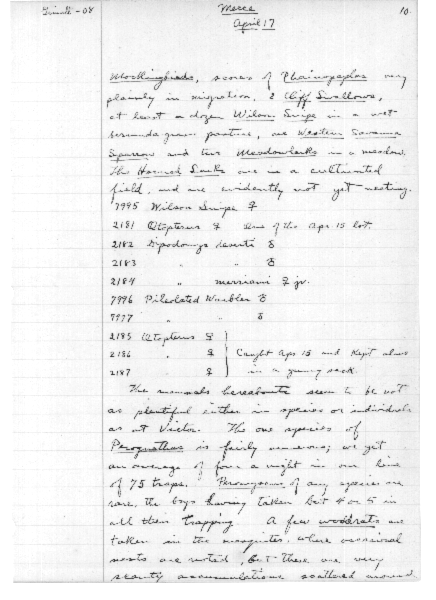 Mecca 10
April 17
Mockingbirds, scores of Phainopeplas very
plainly in migration, 2 Cliff Swallows,
at least a dozen Wilson Snipe in a wet
bermuda grass pasture, one Western Savanna
Sparrow and two Meadowlarks in a meadow.
The Horned Larks are in a cultivated
field, and are evidently not yet nesting.
7995 Wilson Snipe ♀
2181 Otopterus ♀ One of the Apr 15 lot.
2182 Dipodomys deserti ♂
2183 " " ♂
2184 " merriami ♀ jr.
7996 Pileolated Warbler ♂
7997 " ♂
2185 Otopterus ♀
2186 " ♀ Caught Apr 15 and kept alive
2187 ♀ in a gunny sack.
The mammals hereabouts seem to be not
as plentiful either in species or individuals
as at Victor. The one species of
Perognathus is fairly numerous; we get
an average of four a night in our line
of 75 traps. Peromyscus of any species are
rare, the boys having taken but 4 or 5 in
all their trapping. A few woodrats are
taken in the mesquites, where occasional
nests are noted, but these are very
scanty accumulations scattered around